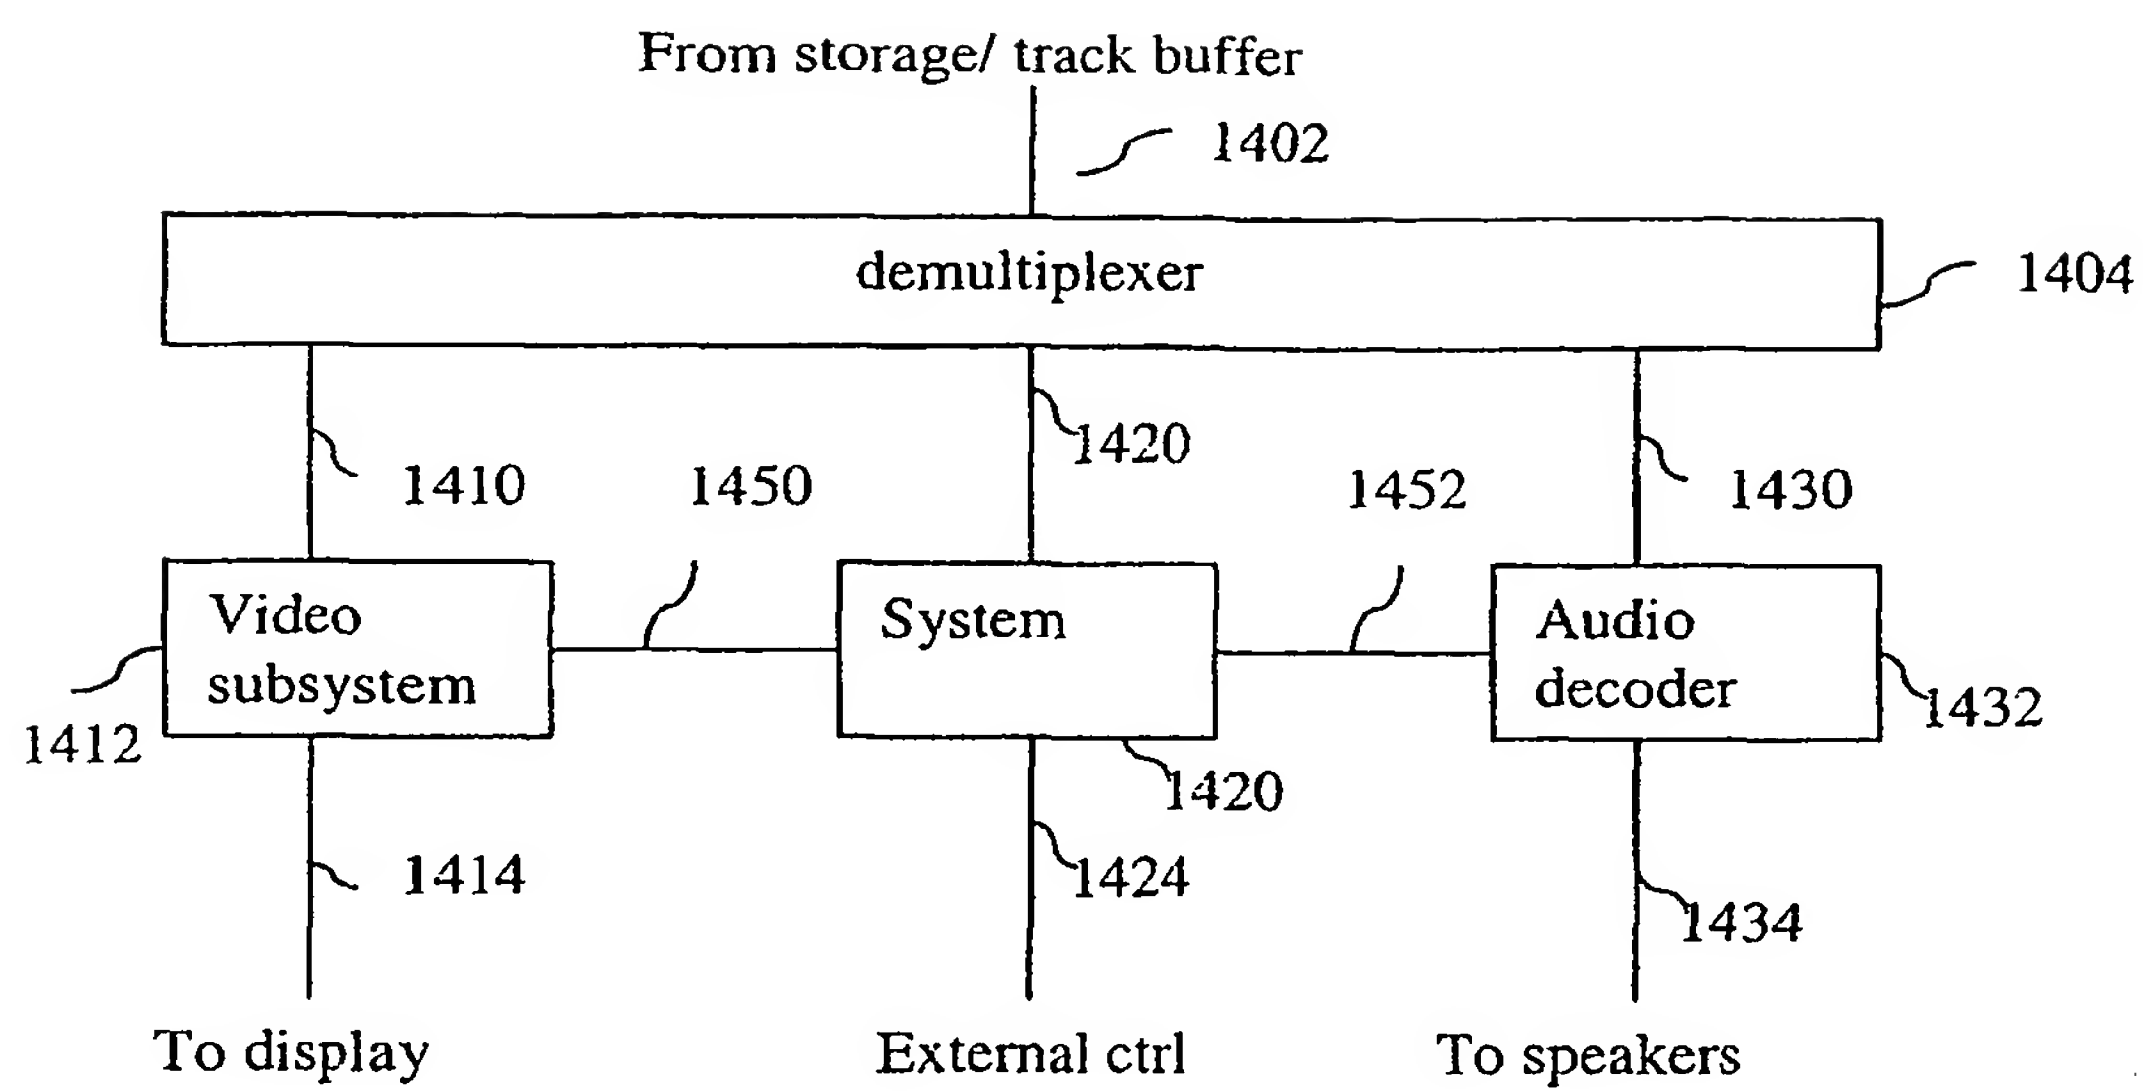 From storage/ track buffer
1402
demultiplexer
1404
1420
1410
1450
1452
1430
Video
subsystem
System
Audio
decoder
1412
1432
1420
1414
1424
1434
To display
External ctrl
To speakers